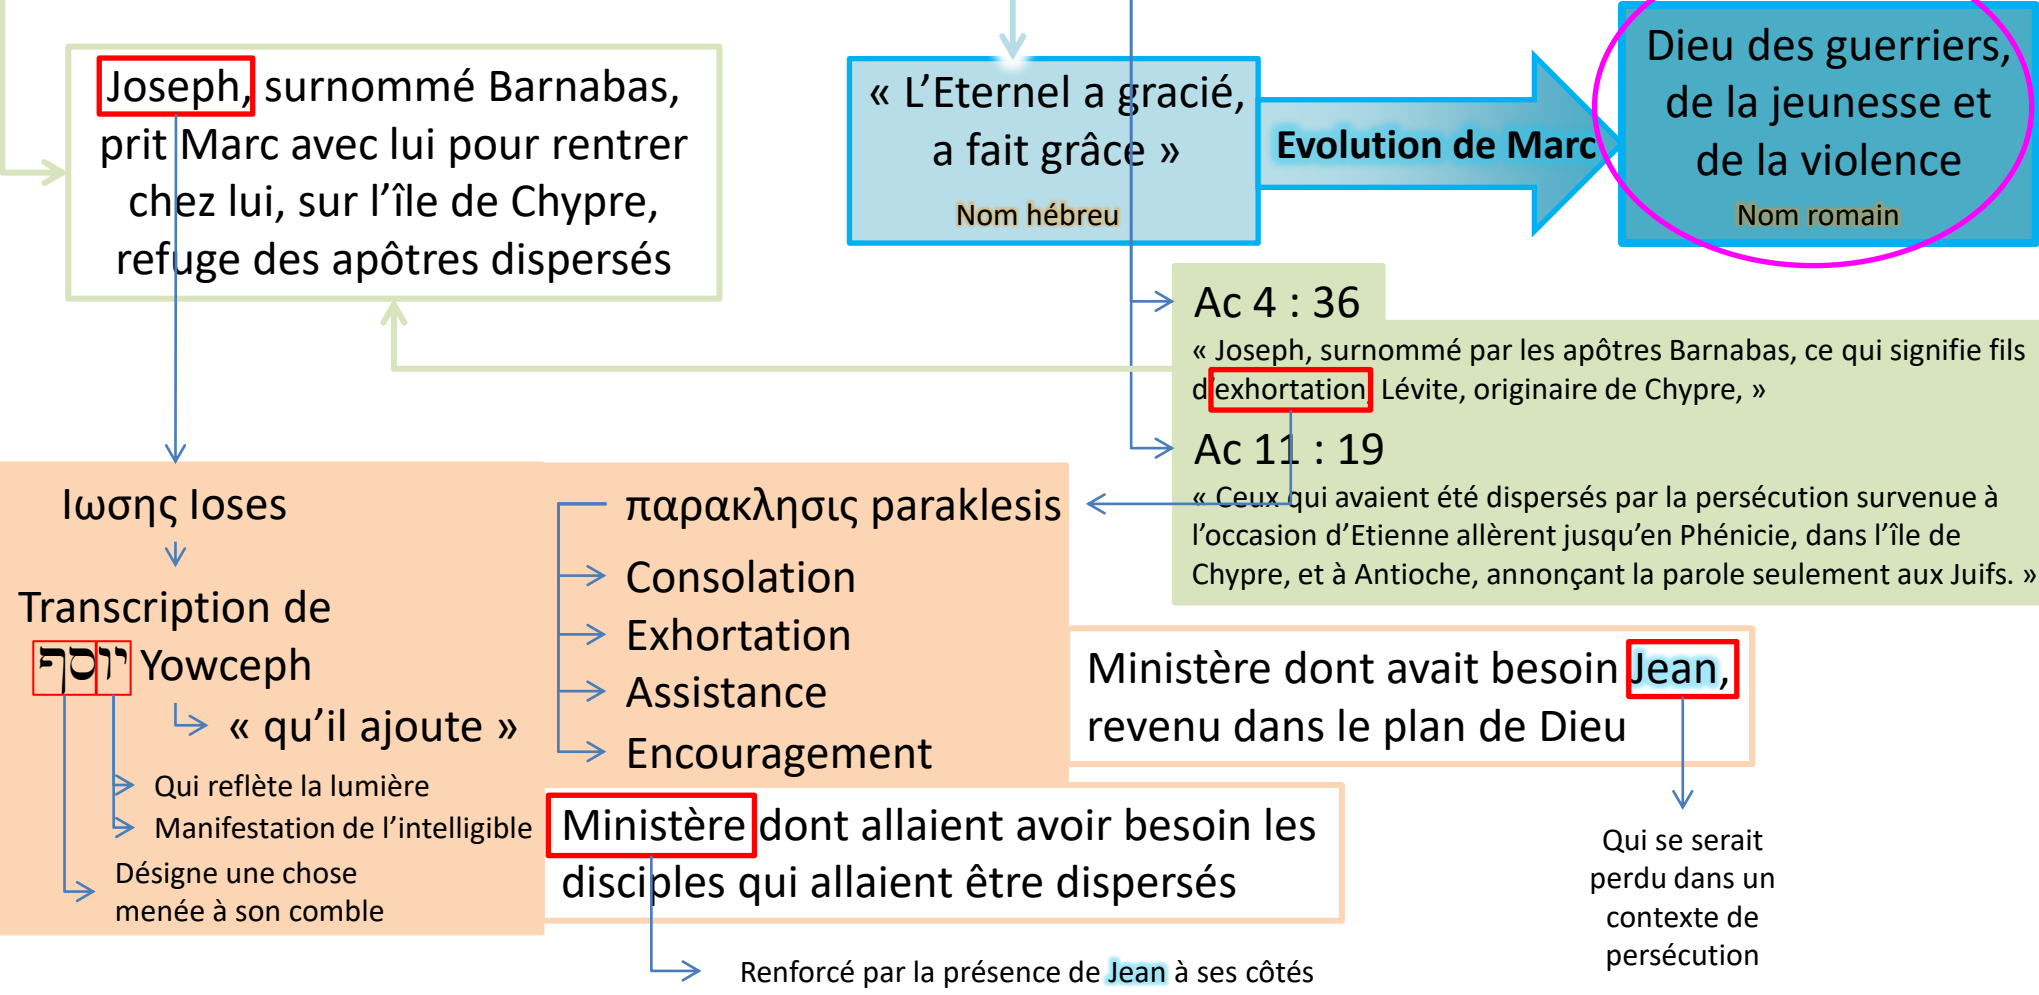 Joseph, surnommé Barnabas,
prit Marc avec lui pour rentrer
chez lui, sur l’île de Chypre,
refuge des apôtres dispersés
« L’Eternel a gracié,
a fait grâce »
Nom hébreu
Evolution de Marc
Dieu des guerriers,
de la jeunesse et
de la violence
Nom romain
Ac 4 : 36
« Joseph, surnommé par les apôtres Barnabas, ce qui signifie fils
d’exhortation, Lévite, originaire de Chypre, »
Ac 11 : 19
« Ceux qui avaient été dispersés par la persécution survenue à
l’occasion d’Etienne allèrent jusqu’en Phénicie, dans l’île de
Chypre, et à Antioche, annonçant la parole seulement aux Juifs. »
Ιωσης Ioses
Transcription de
יוסף Yowceph
« qu’il ajoute »
Qui reflète la lumière
Manifestation de l’intelligible
Désigne une chose
menée à son comble
παρακλησις paraklesis
Consolation
Exhortation
Assistance
Encouragement
Ministère dont avait besoin Jean,
revenu dans le plan de Dieu
Ministère dont allaient avoir besoin les
disciples qui allaient être dispersés
Qui se serait
perdu dans un
contexte de
persécution
Renforcé par la présence de Jean à ses côtés